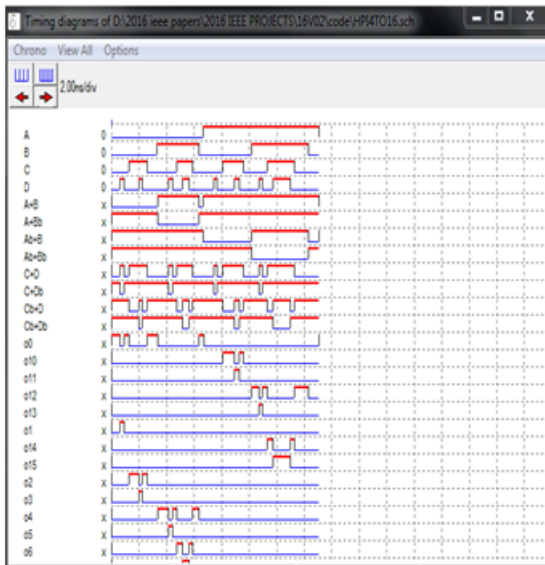 Timing diagrams of D:\2016 ieee papers\2016 IEEE PROJECTS\16V02\code\HPI4TO16.sch
Chrono View All Options
2.00ns/div
A 0
B 0
C 0
D 0
A+B x
A+Bb x
Ab+B x
Ab+Bb x
C+D x
C+Db x
Cb+D x
Cb+Db x
o0 x
o10 x
o11 x
o12 x
o13 x
o1 x
o14 x
o15 x
o2 x
o3 x
o4 x
o5 x
o6 x